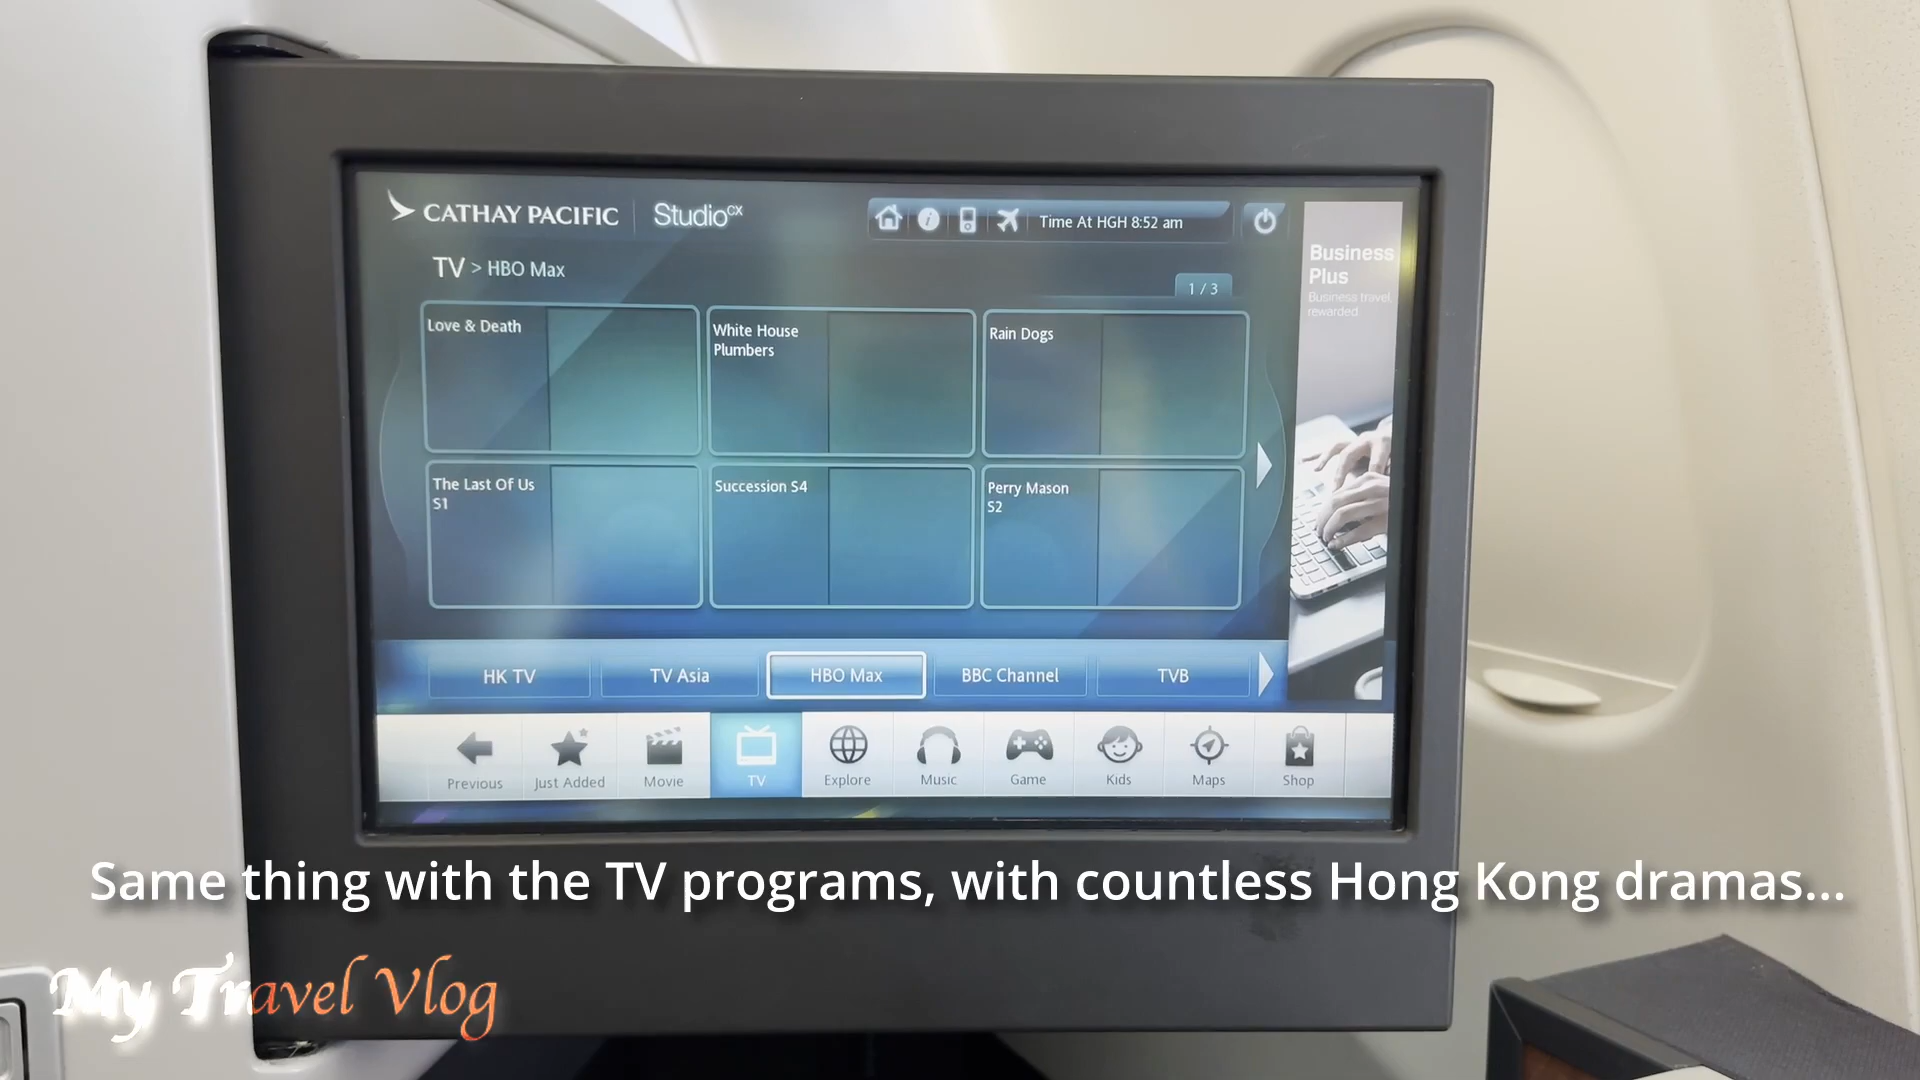 CATHAY PACIFIC
StudioCX
Time At HGH 8:52 am
TV > HBO Max
1 / 3
Business
Plus
Business travel,
rewarded.
Love & Death
White House
Plumbers
Rain Dogs
The Last Of Us
S1
Succession S4
Perry Mason
S2
HK TV
TV Asia
HBO Max
BBC Channel
TVB
Previous
Just Added
Movie
TV
Explore
Music
Game
Kids
Maps
Shop
Same thing with the TV programs, with countless Hong Kong dramas...
My Travel Vlog